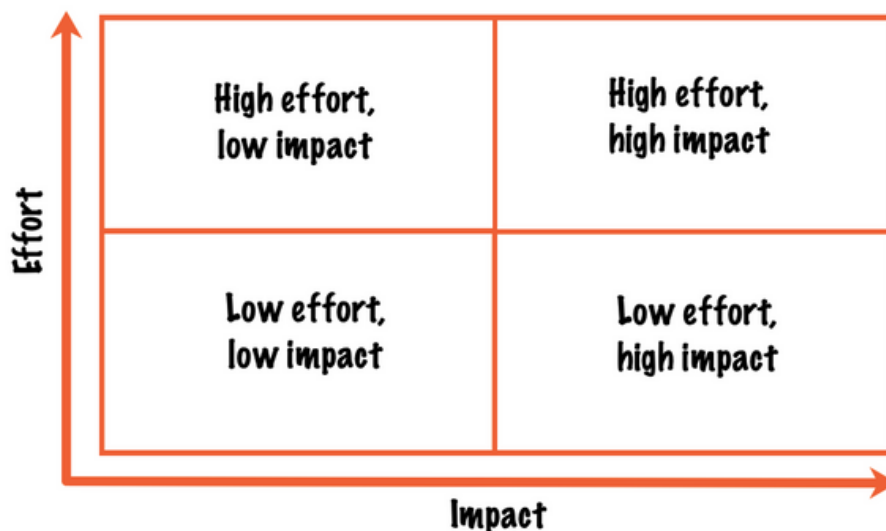 High effort,
low impact
High effort,
high impact
Effort
Low effort,
low impact
Low effort,
high impact
Impact